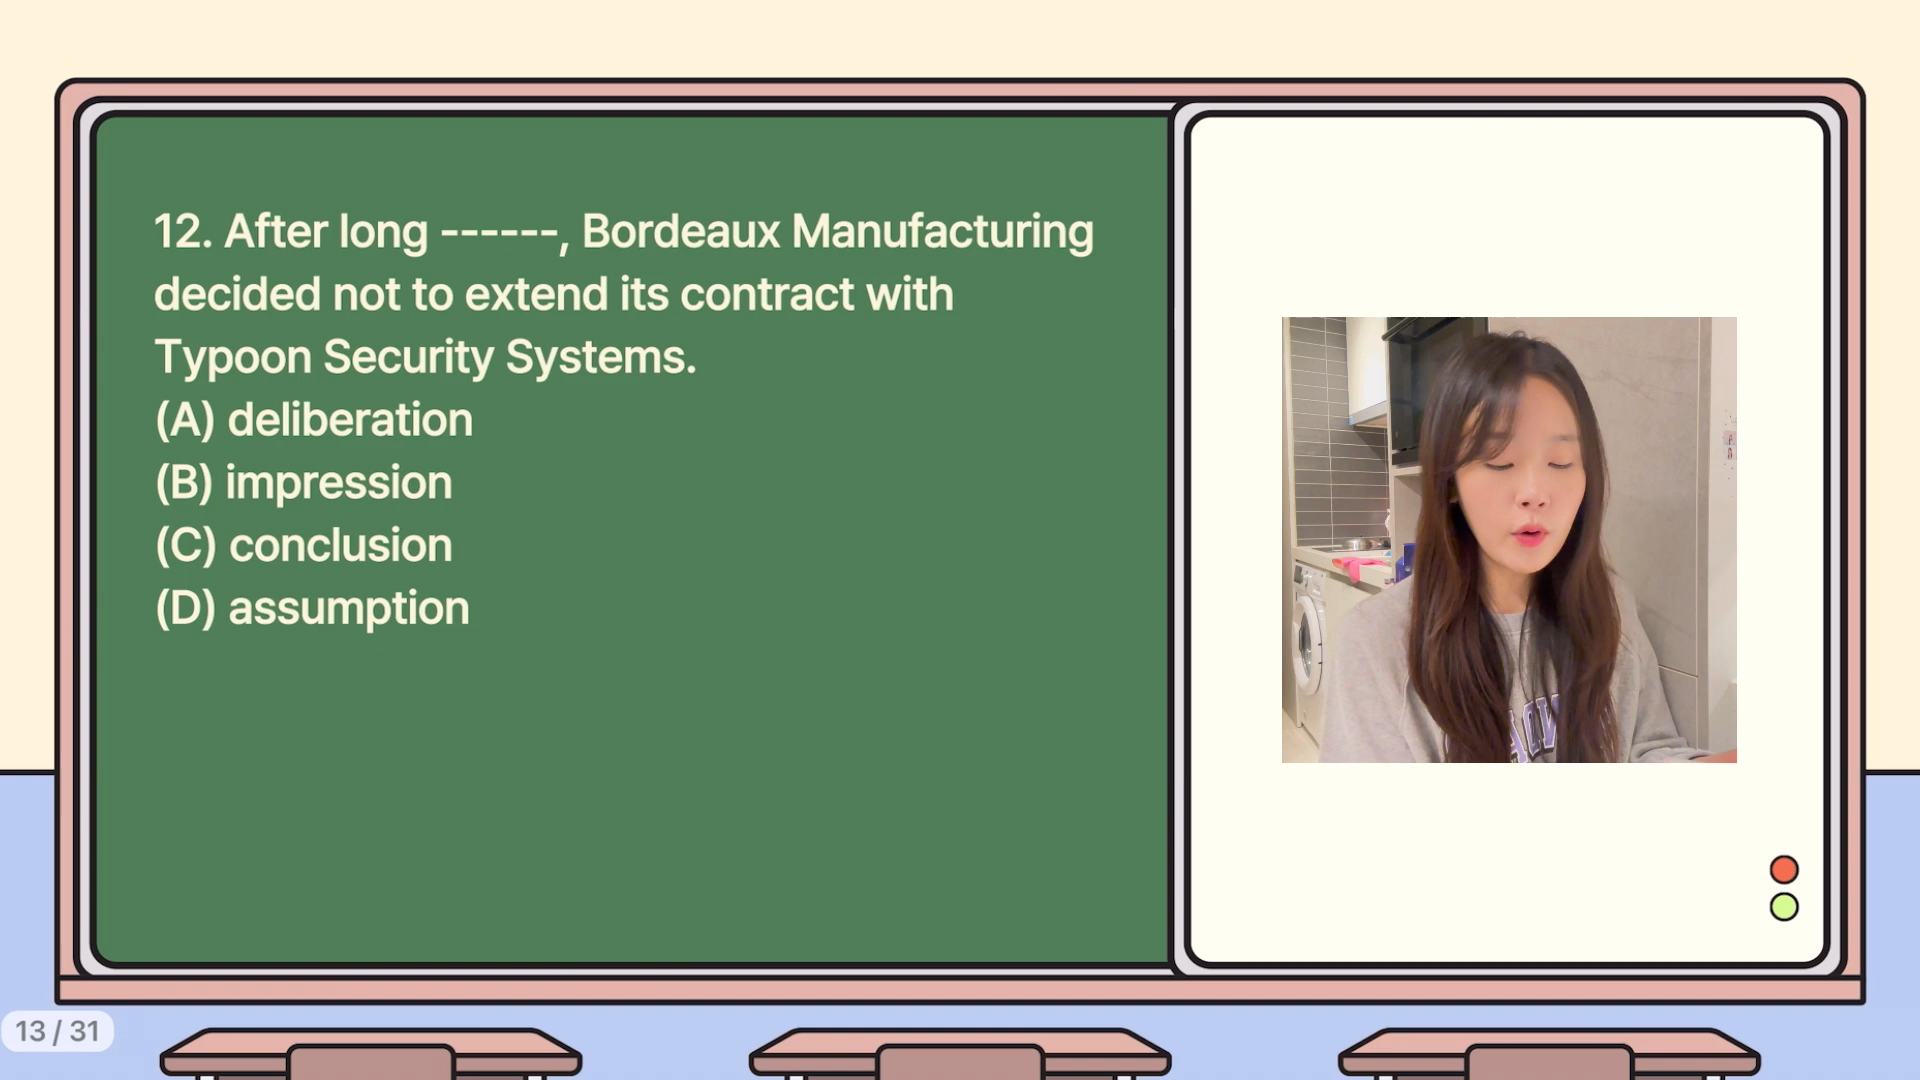 12. After long ------, Bordeaux Manufacturing
decided not to extend its contract with
Typoon Security Systems.
(A) deliberation
(B) impression
(C) conclusion
(D) assumption
13 / 31